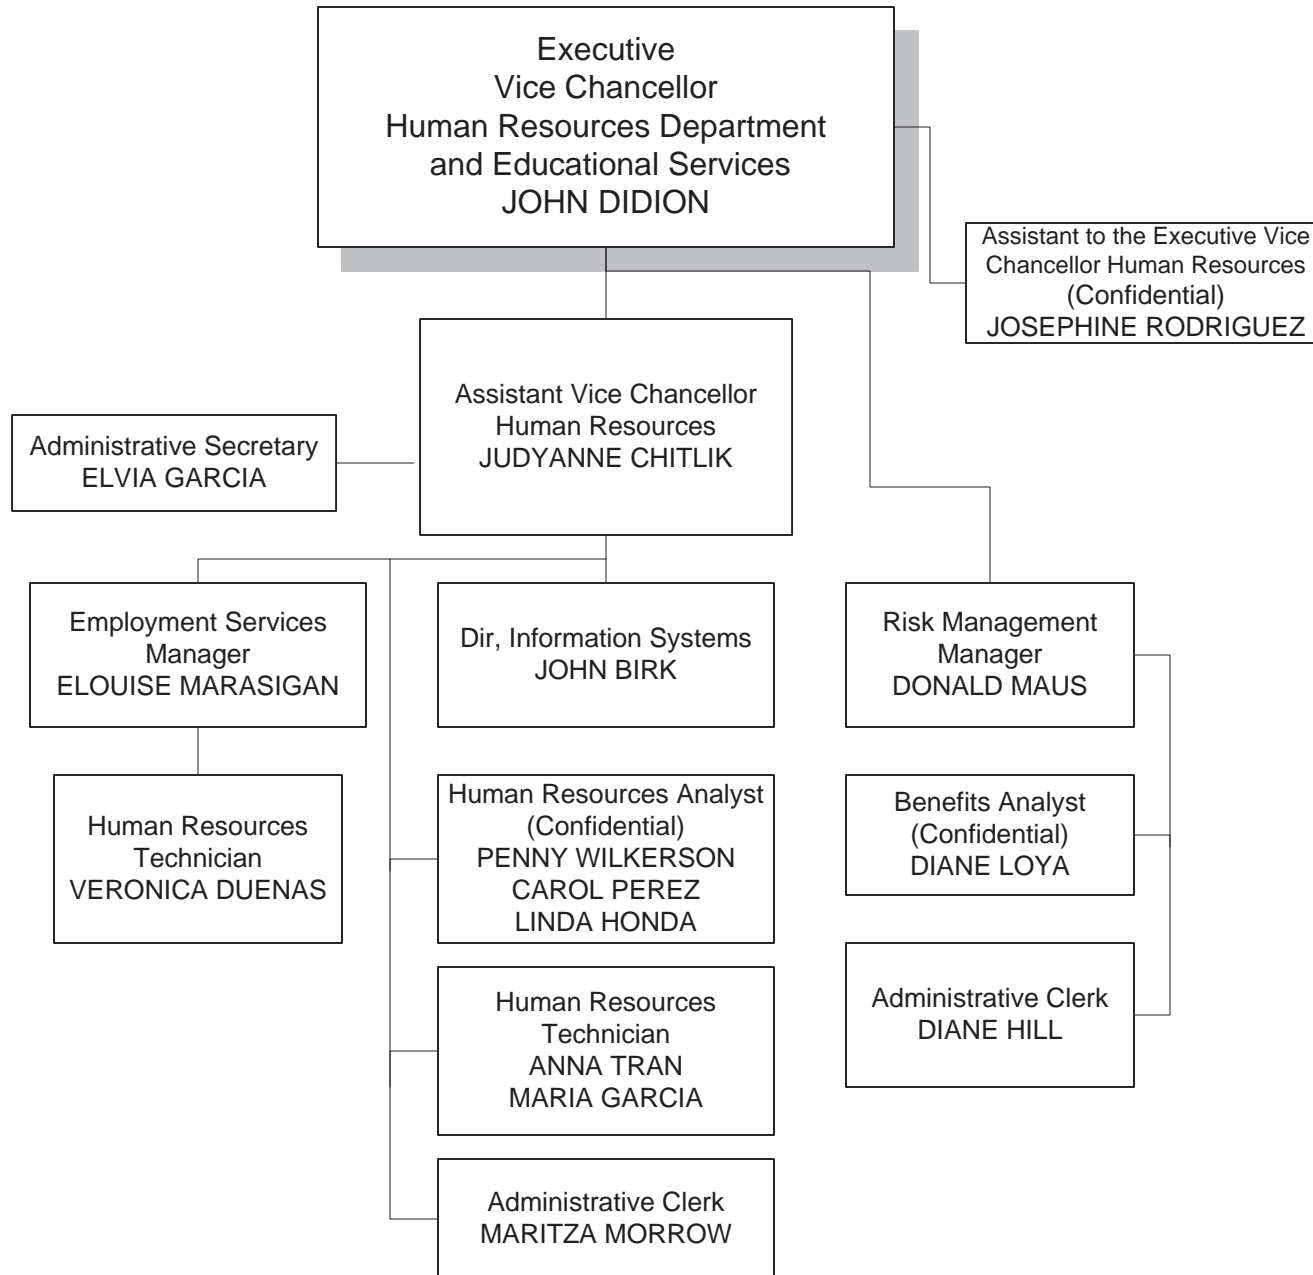 Executive
Vice Chancellor
Human Resources Department
and Educational Services
JOHN DIDION
Assistant to the Executive Vice
Chancellor Human Resources
(Confidential)
JOSEPHINE RODRIGUEZ
Assistant Vice Chancellor
Human Resources
JUDYANNE CHITLIK
Administrative Secretary
ELVIA GARCIA
Employment Services
Manager
ELOUISE MARASIGAN
Dir, Information Systems
JOHN BIRK
Risk Management
Manager
DONALD MAUS
Human Resources
Technician
VERONICA DUENAS
Human Resources Analyst
(Confidential)
PENNY WILKERSON
CAROL PEREZ
LINDA HONDA
Benefits Analyst
(Confidential)
DIANE LOYA
Human Resources
Technician
ANNA TRAN
MARIA GARCIA
Administrative Clerk
DIANE HILL
Administrative Clerk
MARITZA MORROW